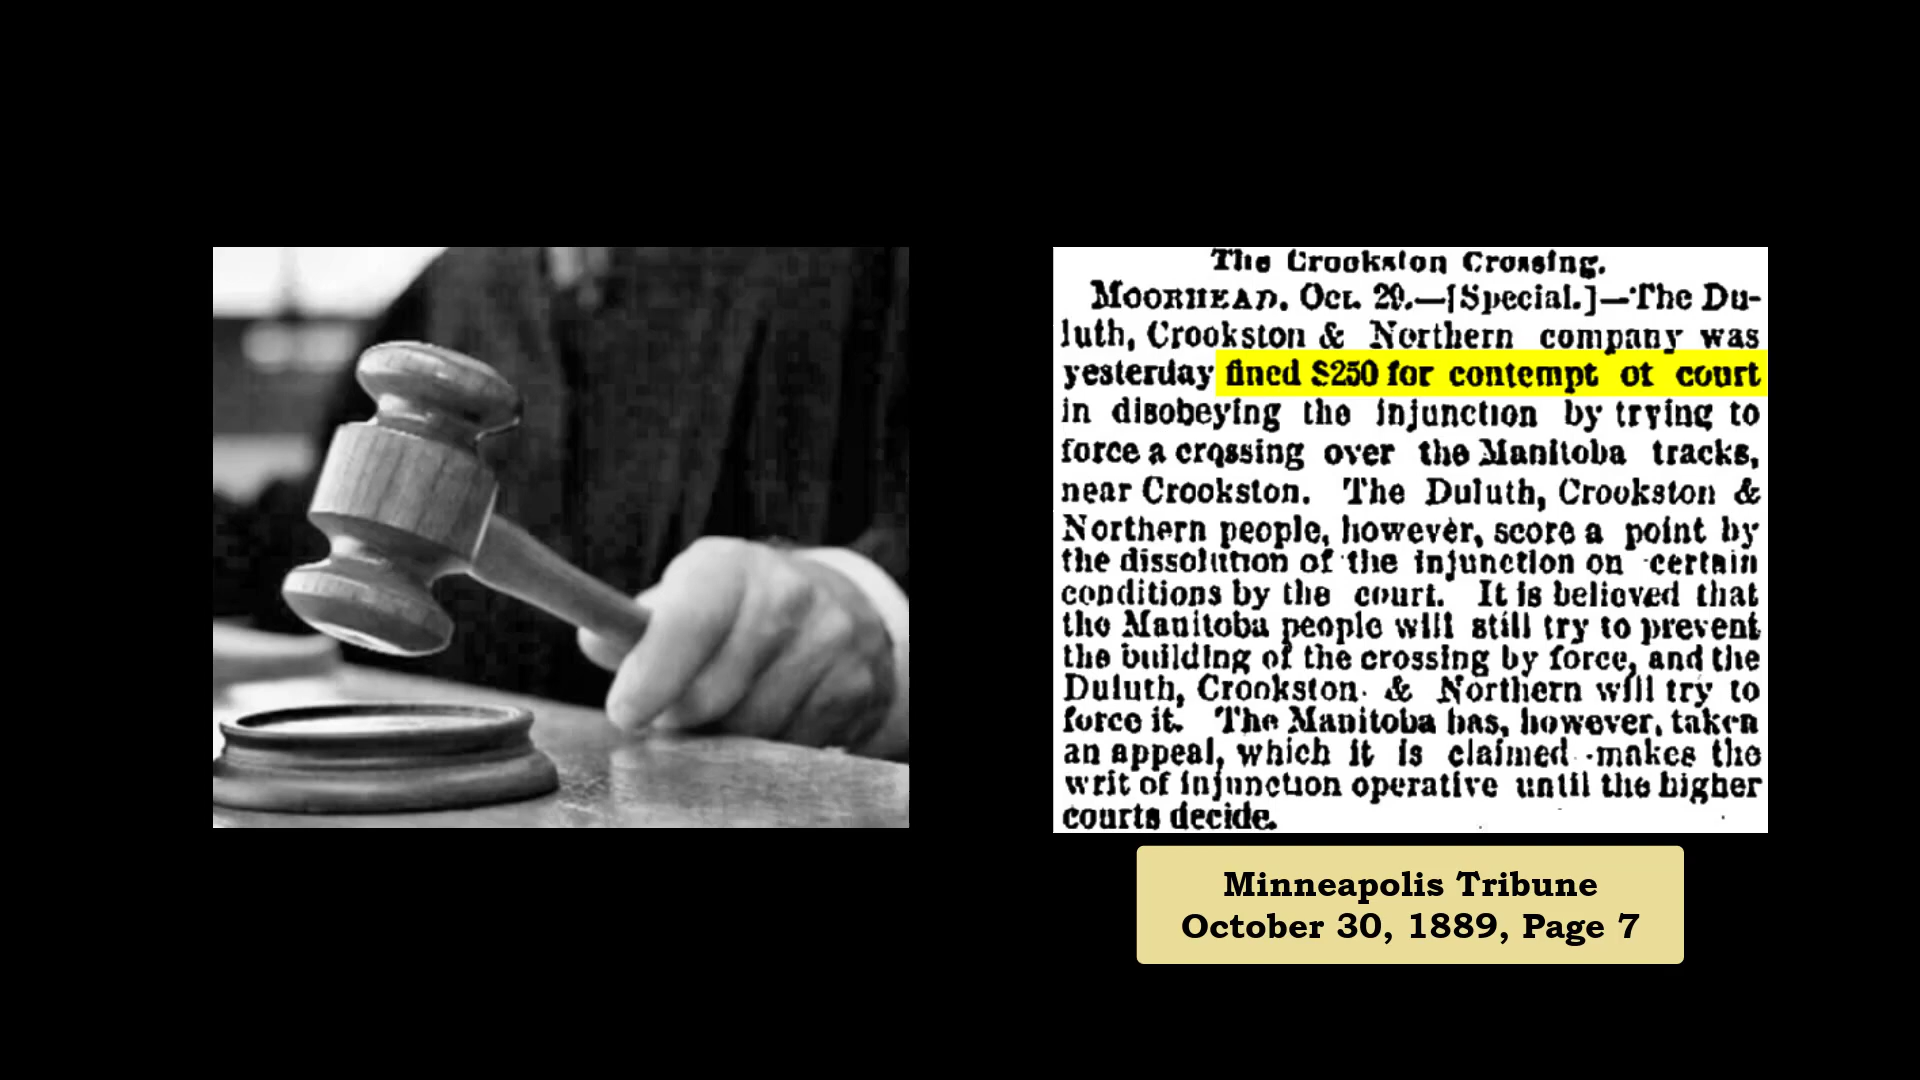 The Crookston Crossing.
MOORHEAD, Oct. 29.—[Special.]—The Du-
luth, Crookston & Northern company was
yesterday fined $250 for contempt of court
in disobeying the injunction by trying to
force a crossing over the Manitoba tracks,
near Crookston. The Duluth, Crookston &
Northern people, however, score a point by
the dissolution of the injunction on certain
conditions by the court. It is believed that
the Manitoba people will still try to prevent
the building of the crossing by force, and the
Duluth, Crookston & Northern will try to
force it. The Manitoba has, however, taken
an appeal, which it is claimed makes the
writ of injunction operative until the higher
courts decide.
Minneapolis Tribune
October 30, 1889, Page 7